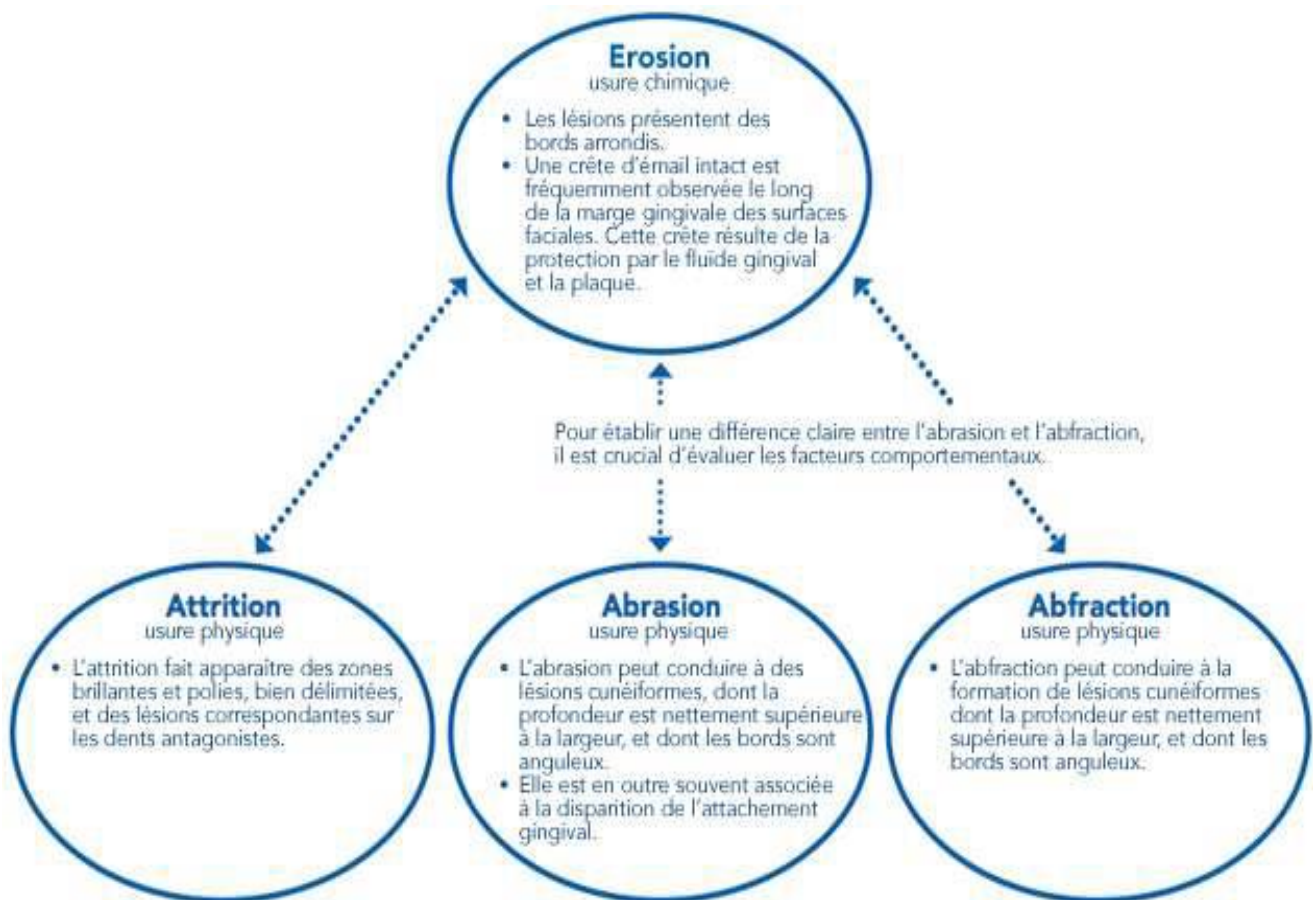 Erosion
usure chimique
• Les lésions présentent des
bords arrondis.
• Une crête d'émail intact est
fréquemment observée le long
de la marge gingivale des surfaces
faciales. Cette crête résulte de la
protection par le fluide gingival
et la plaque.
Pour établir une différence claire entre l'abrasion et l'abfraction,
il est crucial d'évaluer les facteurs comportementaux.
Attrition
usure physique
• L'attrition fait apparaître des zones
brillantes et polies, bien délimitées,
et des lésions correspondantes sur
les dents antagonistes.
Abrasion
usure physique
• L'abrasion peut conduire à des
lésions cunéiformes, dont la
profondeur est nettement supérieure
à la largeur, et dont les bords sont
anguleux.
• Elle est en outre souvent associée
à la disparition de l'attachement
gingival.
Abfraction
usure physique
• L'abfraction peut conduire à la
formation de lésions cunéiformes
dont la profondeur est nettement
supérieure à la largeur, et dont les
bords sont anguleux.